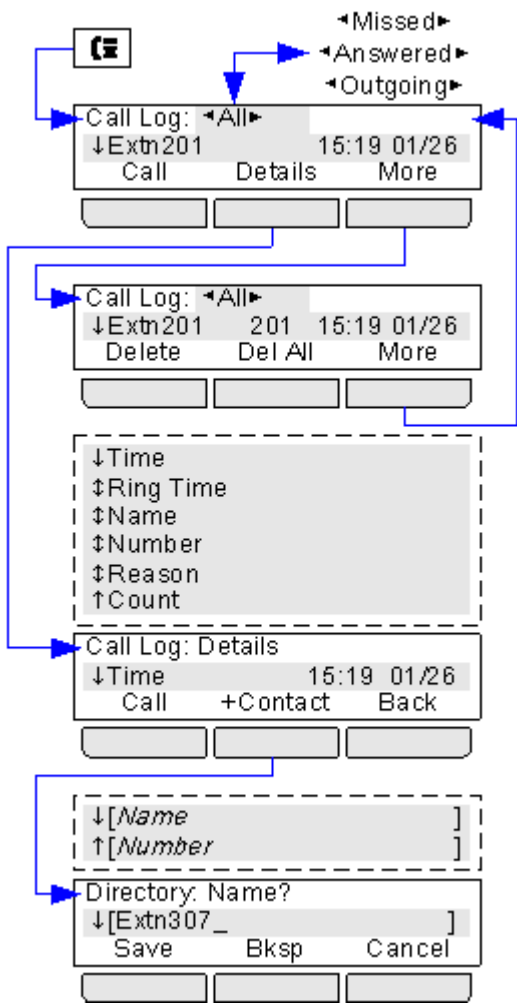 ◄Missed►
◄Answered►
◄Outgoing►
Call Log: ◄All►
↓Extn201 15:19 01/26
Call Details More
Call Log: ◄All►
↓Extn201 201 15:19 01/26
Delete Del All More
↓Time
↕Ring Time
↕Name
↕Number
↕Reason
↑Count
Call Log: Details
↓Time 15:19 01/26
Call +Contact Back
↓[Name ]
↑[Number ]
Directory: Name?
↓[Extn307_ ]
Save Bksp Cancel